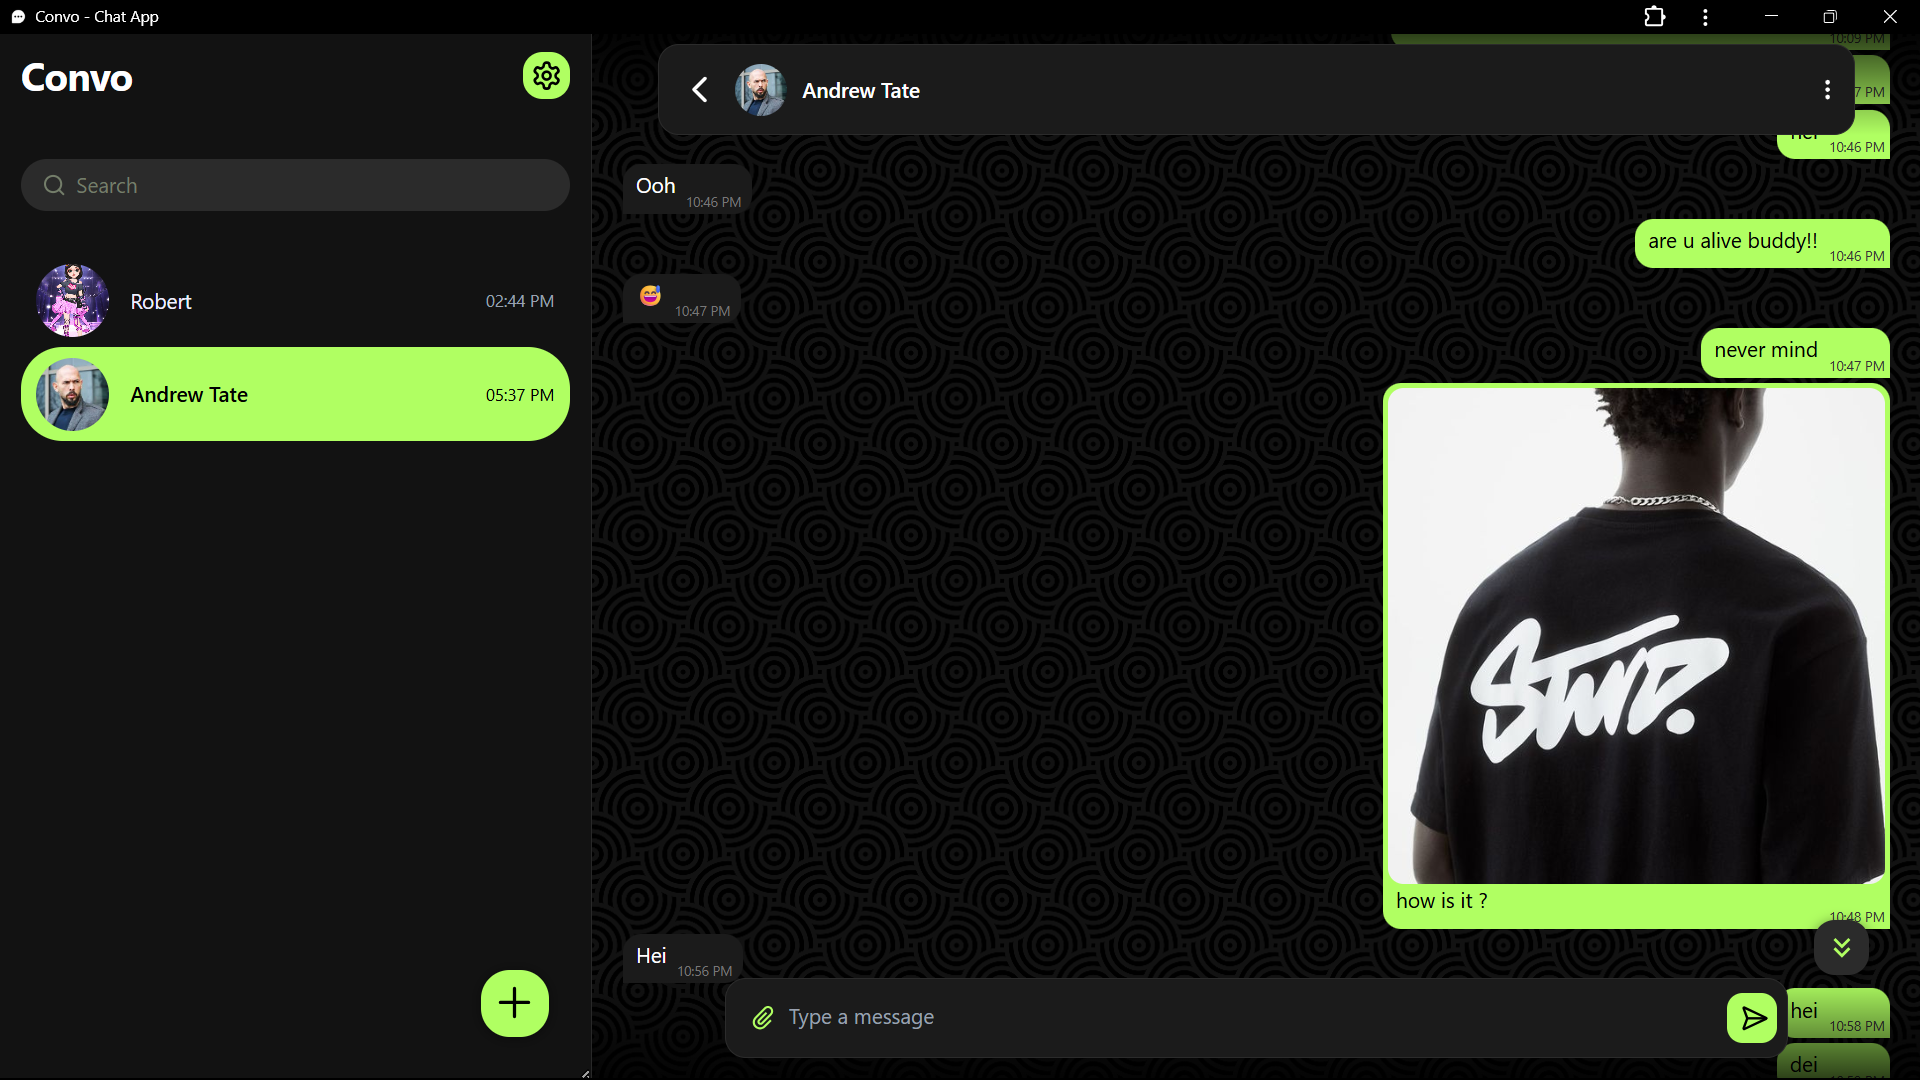 Convo - Chat App
Convo
Search
Robert
02:44 PM
Andrew Tate
05:37 PM
10:09 PM
Andrew Tate
7 PM
hei
10:46 PM
Ooh
10:46 PM
are u alive buddy!!
10:46 PM
😅
10:47 PM
never mind
10:47 PM
STWD.
how is it ?
10:48 PM
Hei
10:56 PM
Type a message
hei
10:58 PM
dei